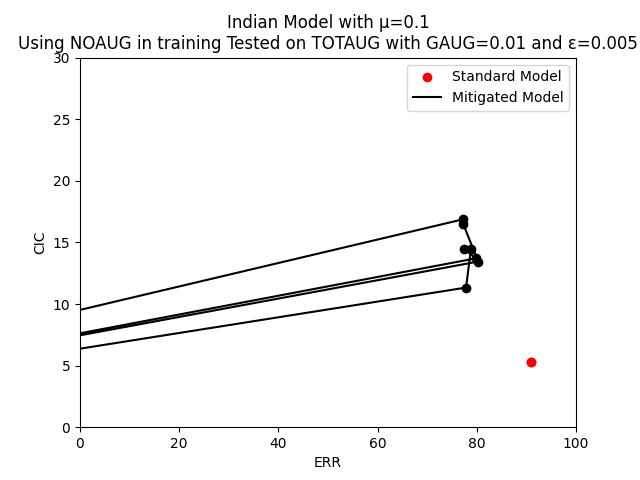 Indian Model with μ=0.1
Using NOAUG in training Tested on TOTAUG with GAUG=0.01 and ε=0.005
Standard Model
Mitigated Model
30
25
20
15
10
5
0
CIC
0 20 40 60 80 100
ERR